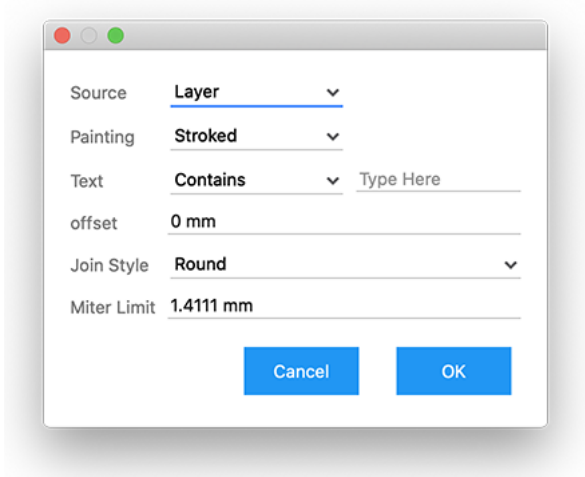 Source Layer
Painting Stroked
Text Contains Type Here
offset 0 mm
Join Style Round
Miter Limit 1.4111 mm
Cancel OK